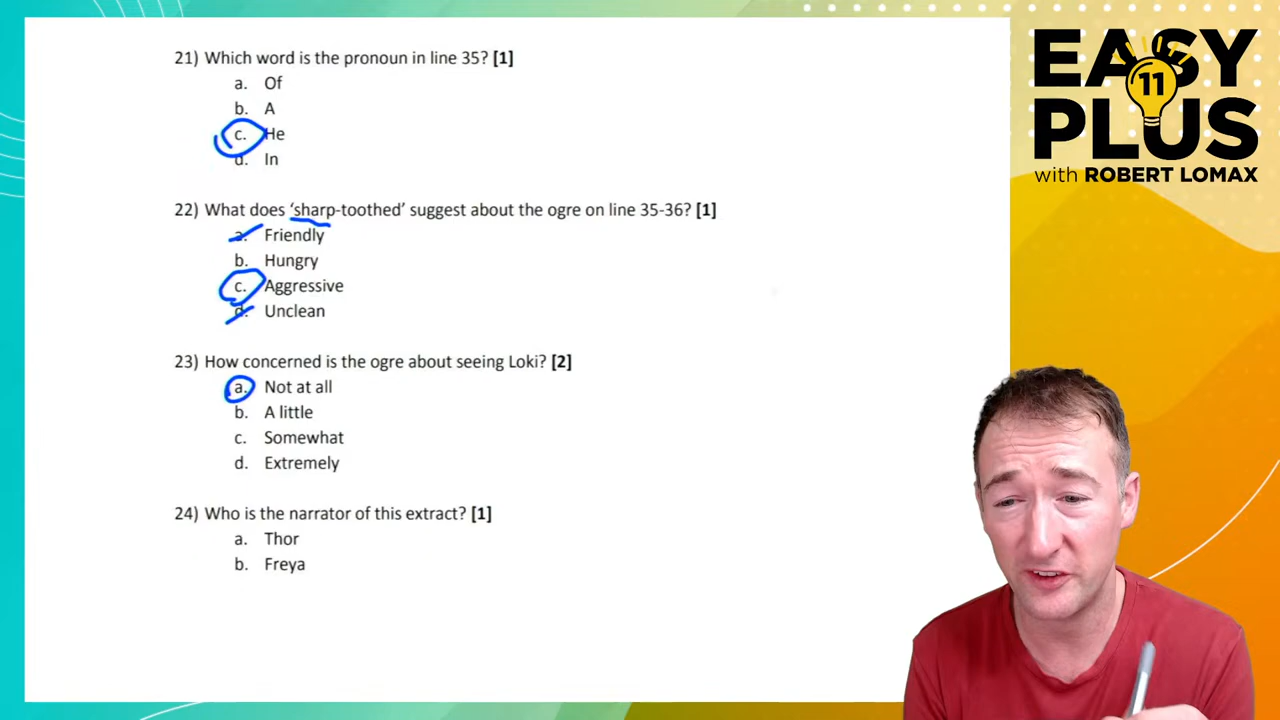 21) Which word is the pronoun in line 35? [1]
a. Of
b. A
c. He
d. In
22) What does ‘sharp-toothed’ suggest about the ogre on line 35-36? [1]
a. Friendly
b. Hungry
c. Aggressive
d. Unclean
23) How concerned is the ogre about seeing Loki? [2]
a. Not at all
b. A little
c. Somewhat
d. Extremely
24) Who is the narrator of this extract? [1]
a. Thor
b. Freya
EASY
11
PLUS
with ROBERT LOMAX